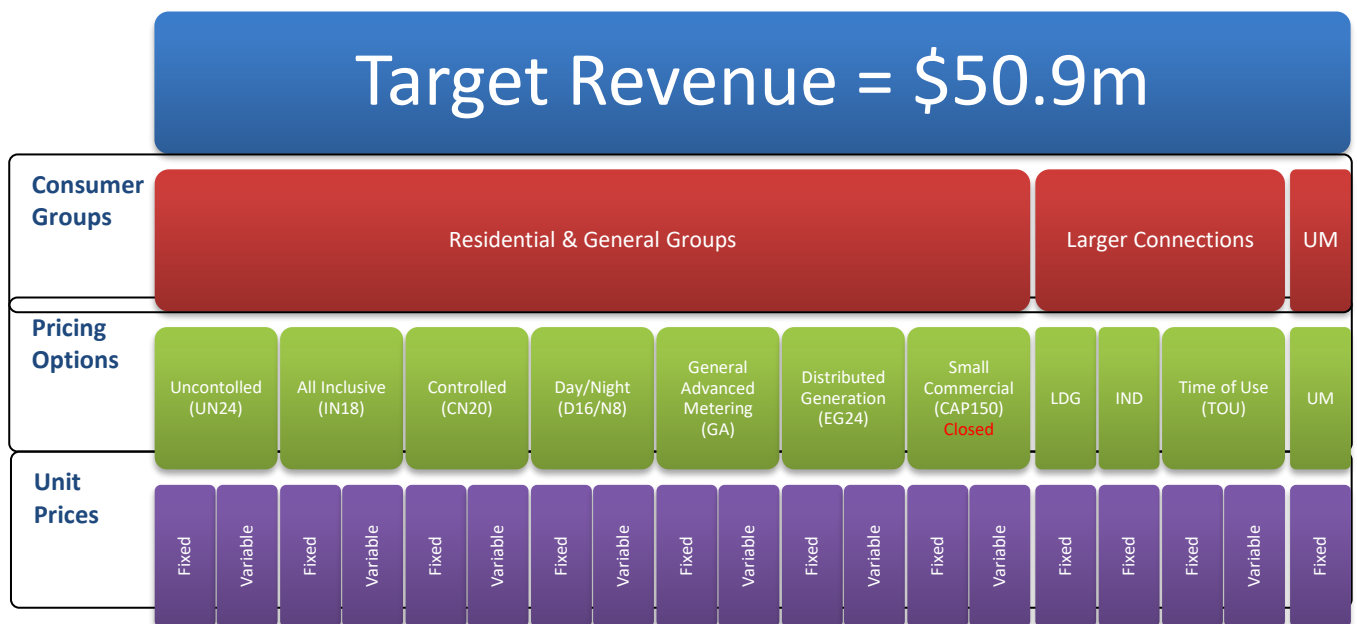 Target Revenue = $50.9m
Consumer
Groups
Residential & General Groups
Larger Connections
UM
Pricing
Options
Uncontolled
(UN24)
All Inclusive
(IN18)
Controlled
(CN20)
Day/Night
(D16/N8)
General
Advanced
Metering
(GA)
Distributed
Generation
(EG24)
Small
Commercial
(CAP150)
Closed
LDG
IND
Time of Use
(TOU)
UM
Unit
Prices
Fixed
Variable
Fixed
Variable
Fixed
Variable
Fixed
Variable
Fixed
Variable
Fixed
Variable
Fixed
Variable
Fixed
Fixed
Fixed
Variable
Fixed